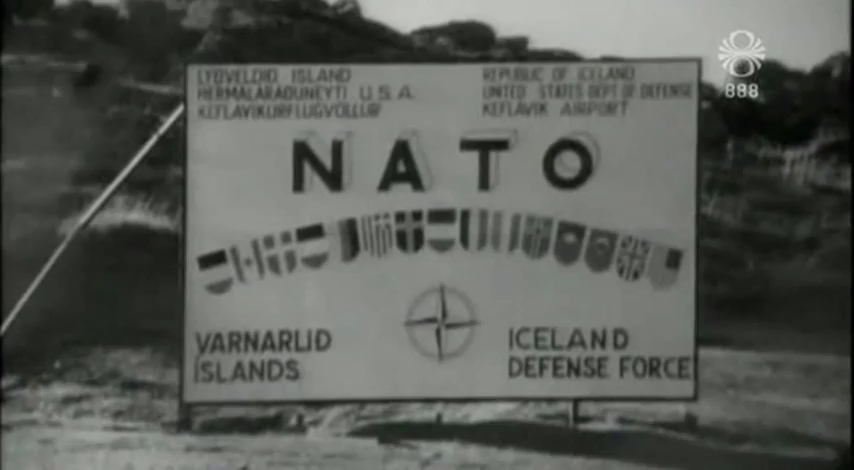 LYÐVELDIÐ ISLAND
HERMALARAÐUNEYTI U.S.A.
KEFLAVIKURFLUGVOLLUR
REPUBLIC OF ICELAND
UNITED STATES DEPT OF DEFENSE
KEFLAVIK AIRPORT
NATO
VARNARLIÐ
ISLANDS
ICELAND
DEFENSE FORCE
888